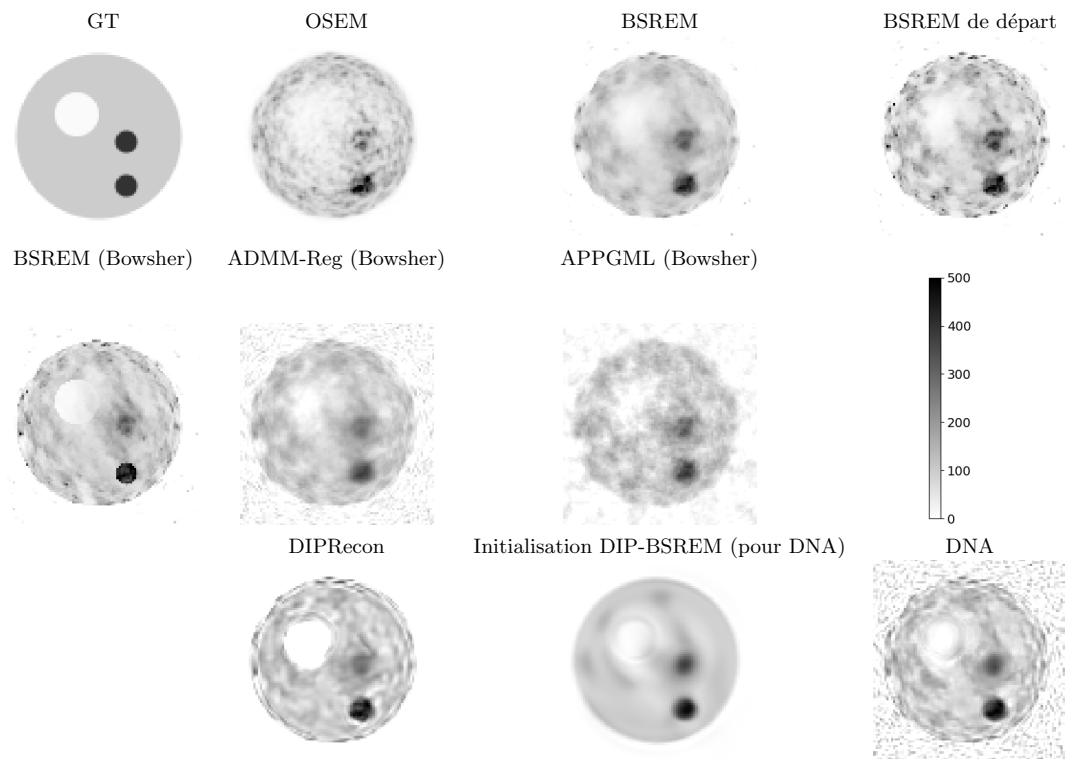 GT
OSEM
BSREM
BSREM de départ
BSREM (Bowsher)
ADMM-Reg (Bowsher)
APPGML (Bowsher)
500
400
300
200
100
0
DIPRecon
Initialisation DIP-BSREM (pour DNA)
DNA